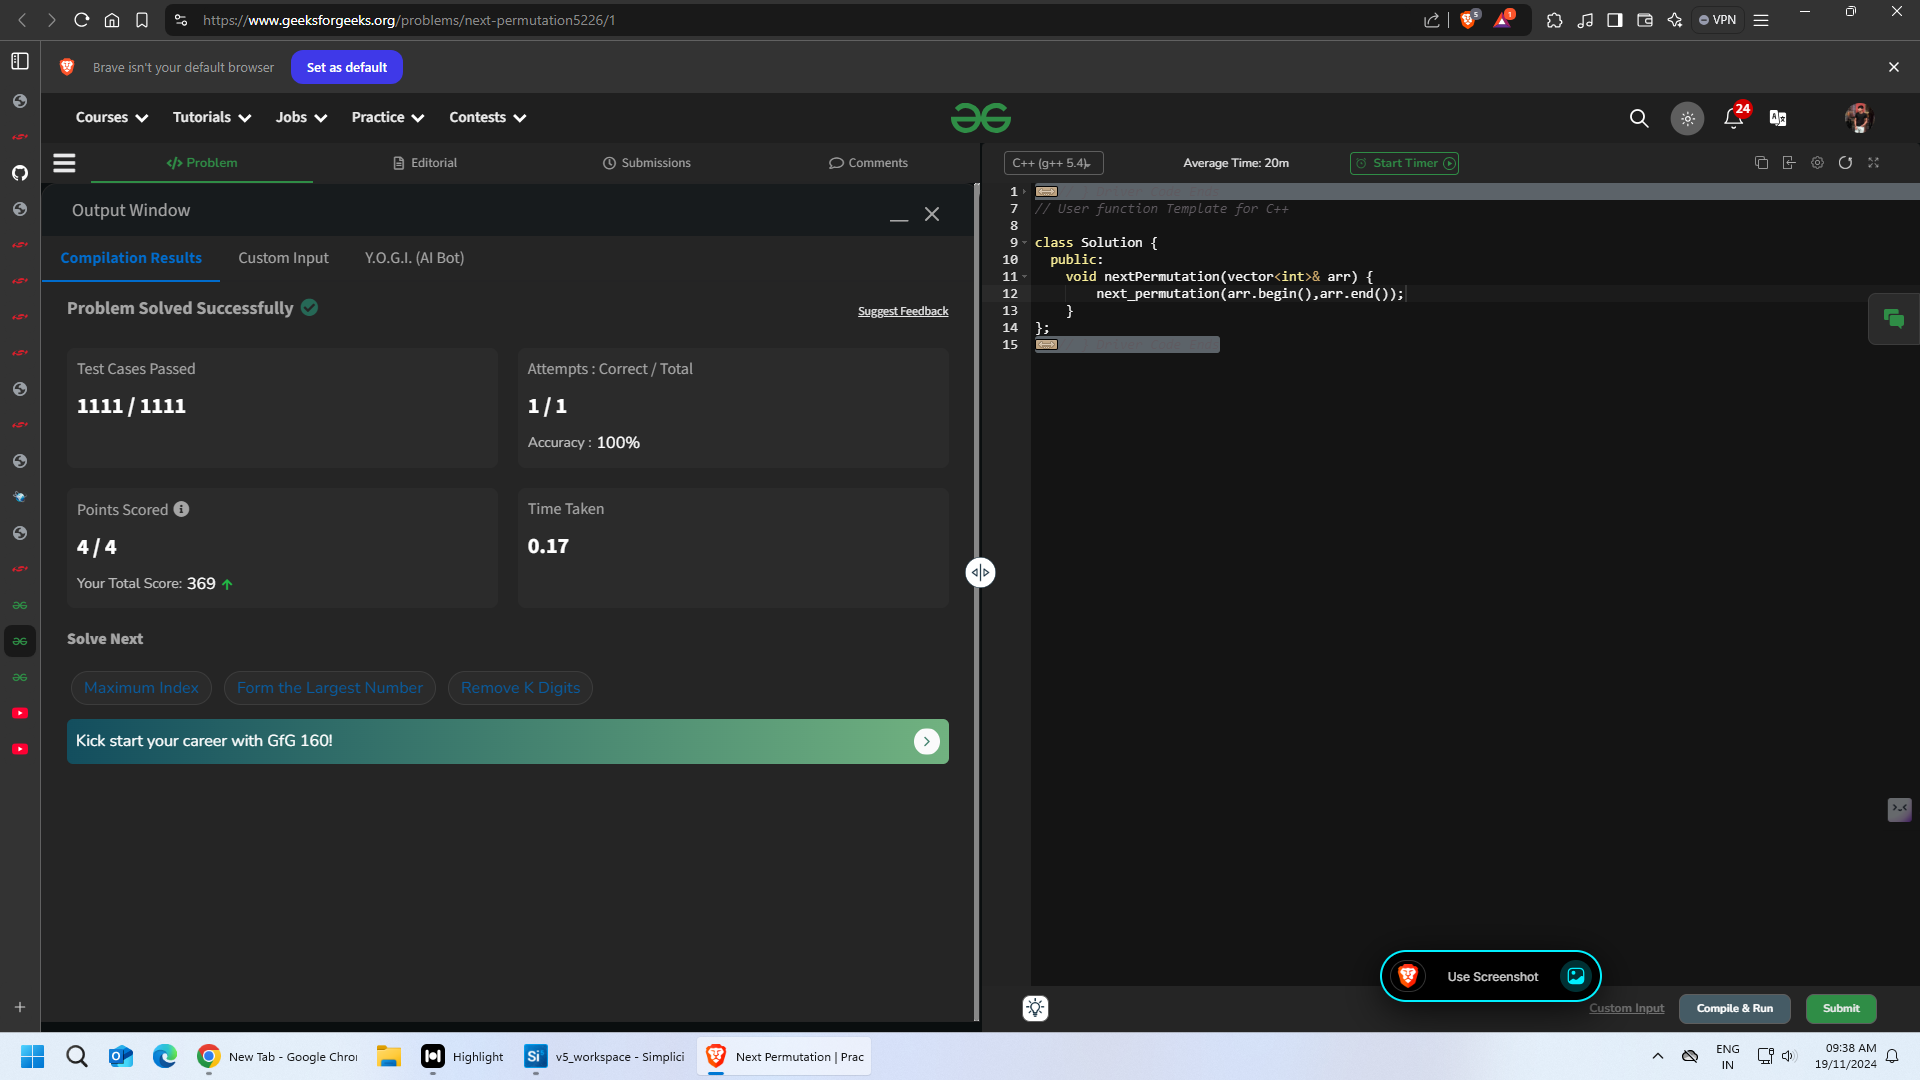 https://www.geeksforgeeks.org/problems/next-permutation5226/1
5
1
VPN
Brave isn't your default browser
Set as default
Courses
Tutorials
Jobs
Practice
Contests
24
Problem
Editorial
Submissions
Comments
C++ (g++ 5.4)
Average Time: 20m
Start Timer
Output Window
Compilation Results
Custom Input
Y.O.G.I. (AI Bot)
Problem Solved Successfully
Suggest Feedback
Test Cases Passed
1111 / 1111
Attempts : Correct / Total
1 / 1
Accuracy : 100%
Points Scored
4 / 4
Your Total Score: 369
Time Taken
0.17
Solve Next
Maximum Index
Form the Largest Number
Remove K Digits
Kick start your career with GfG 160!
1 //} Driver Code Ends
7 // User function Template for C++
8
9 class Solution {
10 public:
11 void nextPermutation(vector<int>& arr) {
12 next_permutation(arr.begin(),arr.end());
13 }
14 };
15
Use Screenshot
Custom Input
Compile & Run
Submit
New Tab - Google Chro
Highlight
Si
v5_workspace - Simplici
Next Permutation | Prac
ENG
IN
09:38 AM
19/11/2024